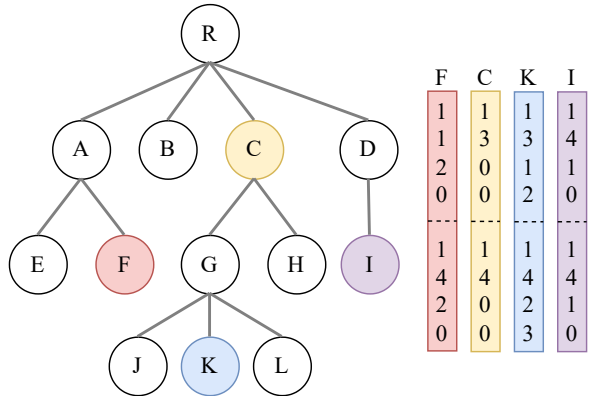 R
F C K I
A B C D
1 1 1 1
1 3 3 4
2 0 1 1
0 0 2 0
E F G H I
1 1 1 1
4 4 4 4
2 0 2 1
0 0 3 0
J K L